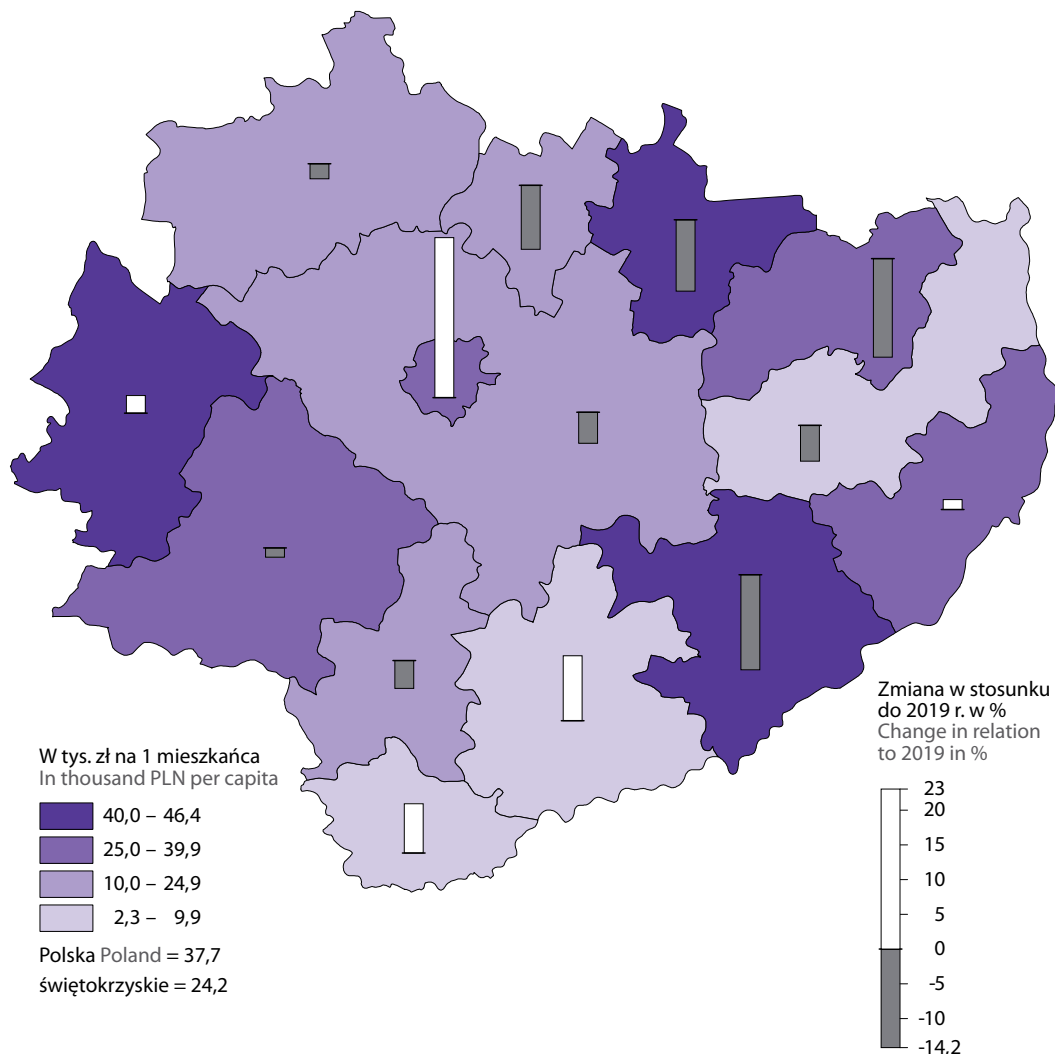 W tys. zł na 1 mieszkańca
In thousand PLN per capita
40,0 – 46,4
25,0 – 39,9
10,0 – 24,9
2,3 – 9,9
Polska Poland = 37,7
świętokrzyskie = 24,2
Zmiana w stosunku
do 2019 r. w %
Change in relation
to 2019 in %
23
20
15
10
5
0
-5
-10
-14,2